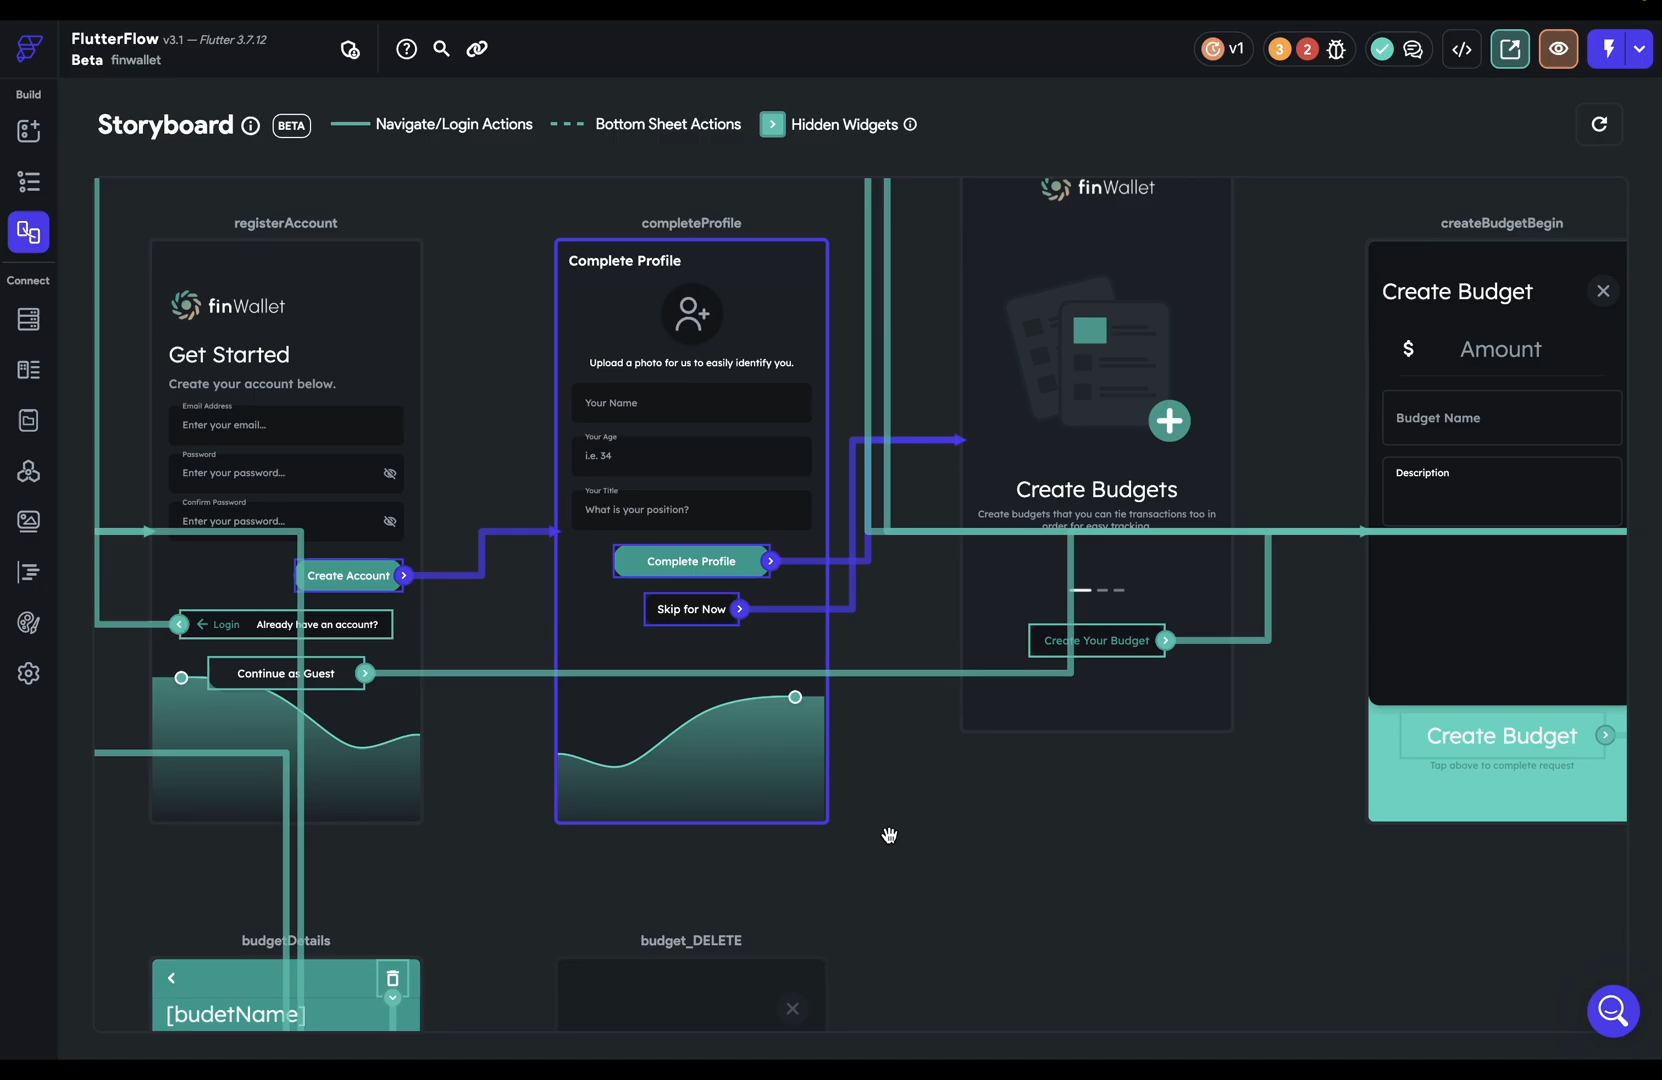 FlutterFlow v3.1 — Flutter 3.7.12
Beta finwallet
v1
3 2
Build
Connect
Storyboard
BETA
Navigate/Login Actions
Bottom Sheet Actions
Hidden Widgets
registerAccount
finWallet
Get Started
Create your account below.
Email Address
Enter your email...
Password
Enter your password...
Confirm Password
Enter your password...
Create Account
Login Already have an account?
Continue as Guest
completeProfile
Complete Profile
Upload a photo for us to easily identify you.
Your Name
Your Age
i.e. 34
Your Title
What is your position?
Complete Profile
Skip for Now
finWallet
Create Budgets
Create budgets that you can tie transactions too in
order for easy tracking.
Create Your Budget
createBudgetBegin
Create Budget
$ Amount
Budget Name
Description
Create Budget
Tap above to complete request
budgetDetails
[budetName]
budget_DELETE